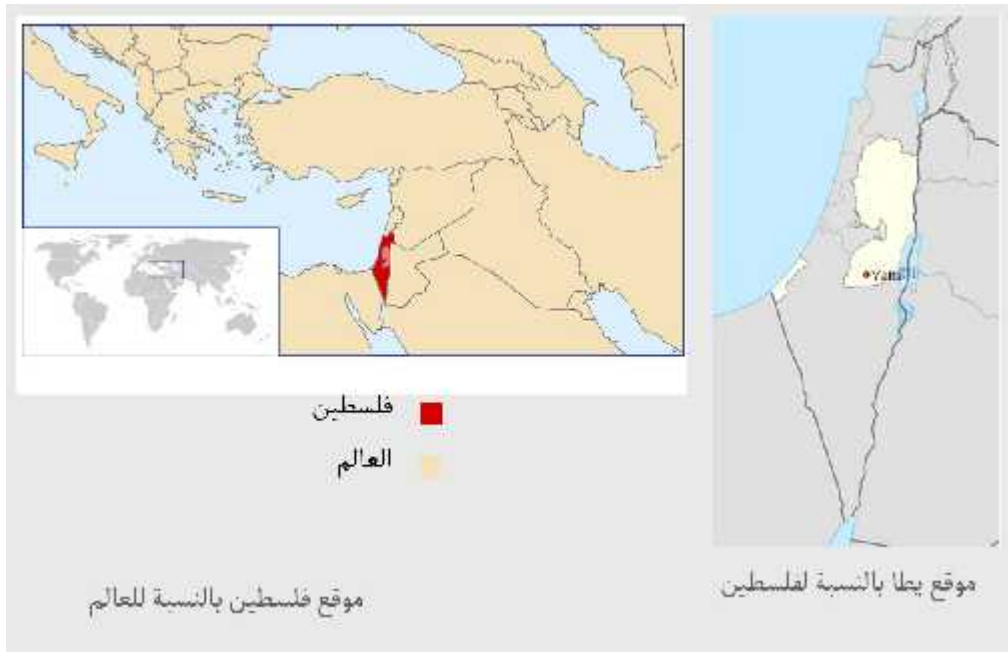 فلسطين
العالم
Yatta
موقع يطا بالنسبة لفلسطين
موقع فلسطين بالنسبة للعالم